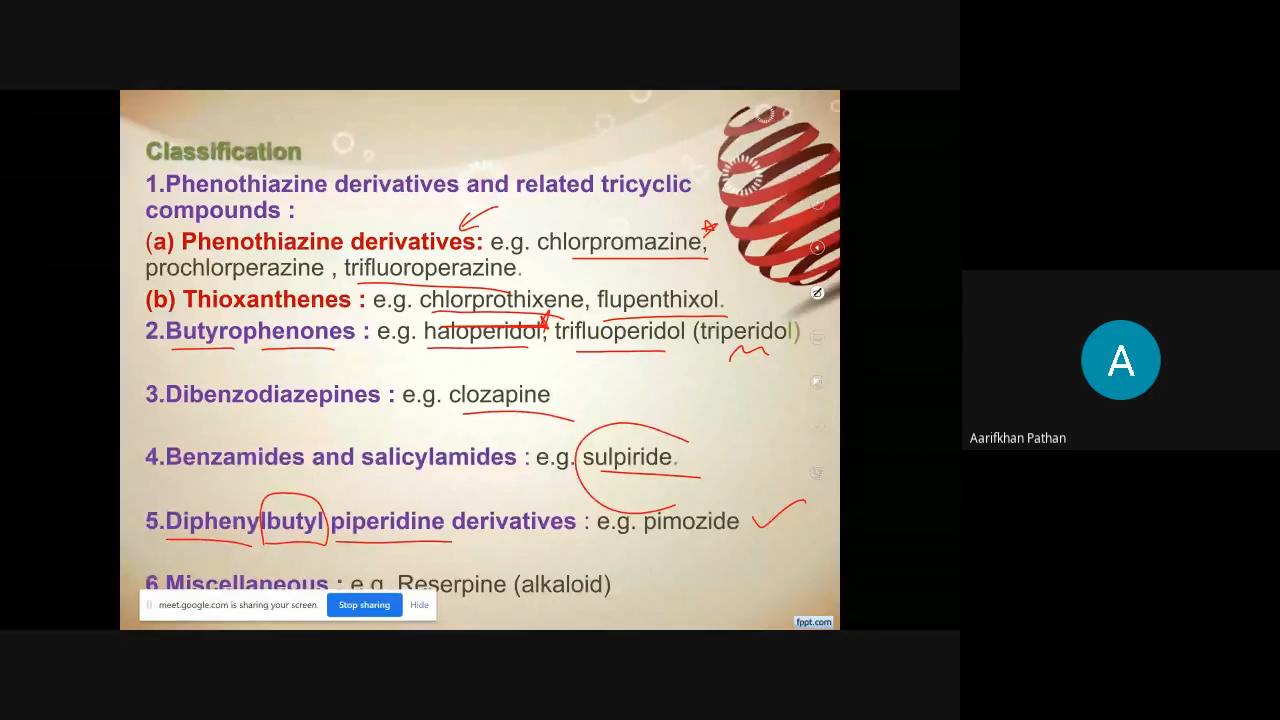 Classification
1.Phenothiazine derivatives and related tricyclic
compounds :
(a) Phenothiazine derivatives: e.g. chlorpromazine,
prochlorperazine , trifluoroperazine.
(b) Thioxanthenes : e.g. chlorprothixene, flupenthixol.
2.Butyrophenones : e.g. haloperidol, trifluoperidol (triperidol)
3.Dibenzodiazepines : e.g. clozapine
4.Benzamides and salicylamides : e.g. sulpiride.
5.Diphenylbutyl piperidine derivatives : e.g. pimozide
6.Miscellaneous : e.g. Reserpine (alkaloid)
meet.google.com is sharing your screen. Stop sharing Hide
fppt.com
A
Aarifkhan Pathan